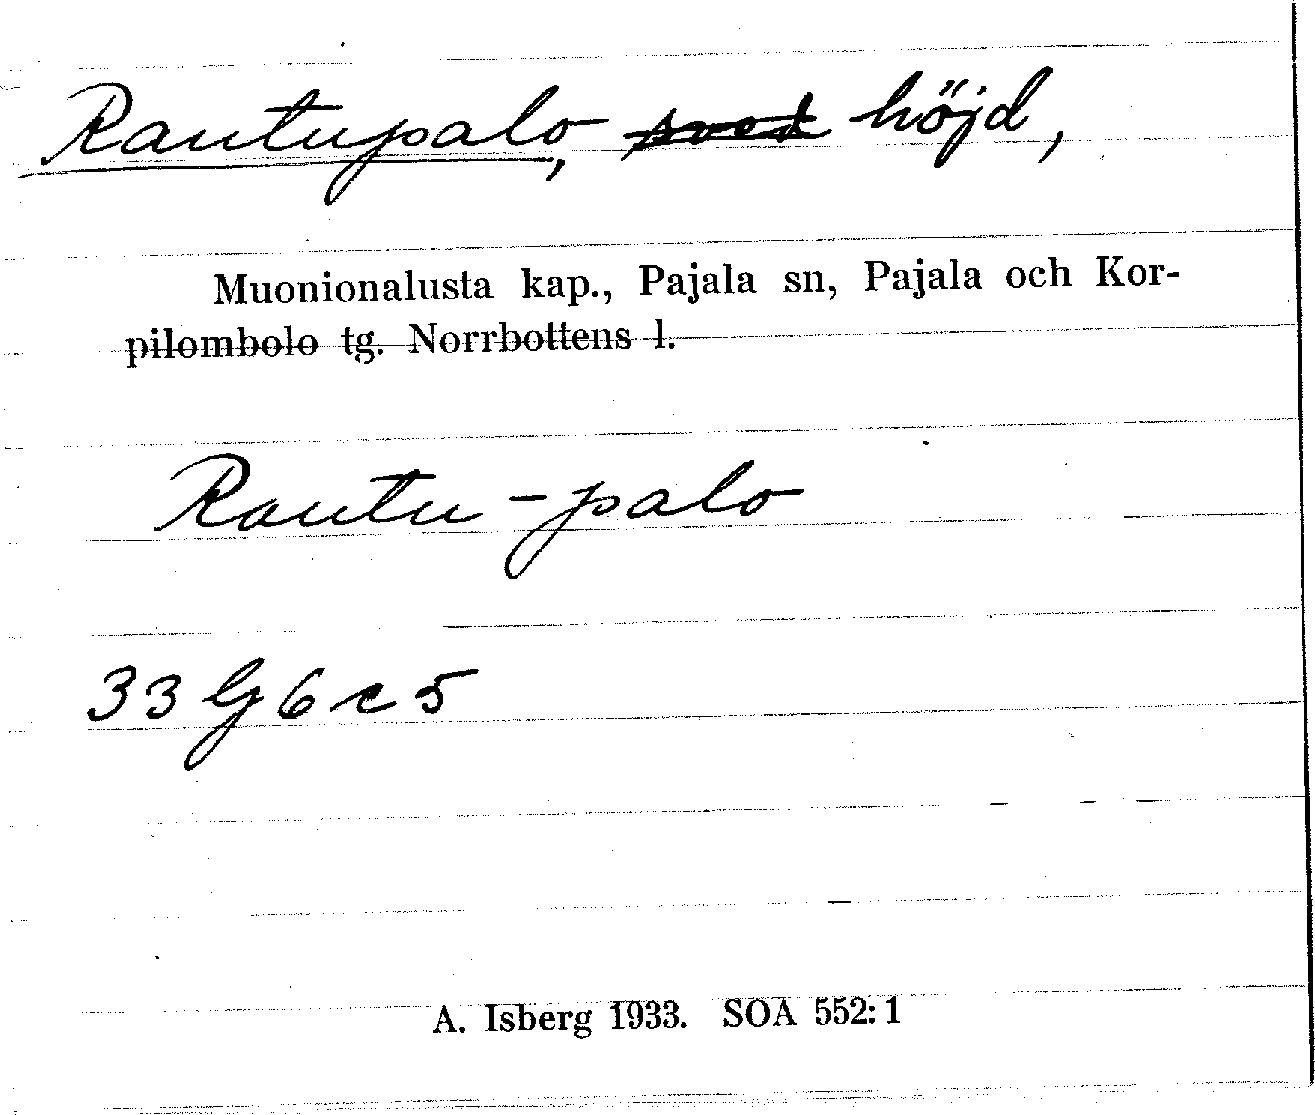 Rautupalo, höjd,
Muonionalusta kap., Pajala sn, Pajala och Kor-
pilombolo tg. Norrbottens l.
Rautu-palo
33 G 6 c 5
A. Isberg 1933. SOA 552:1